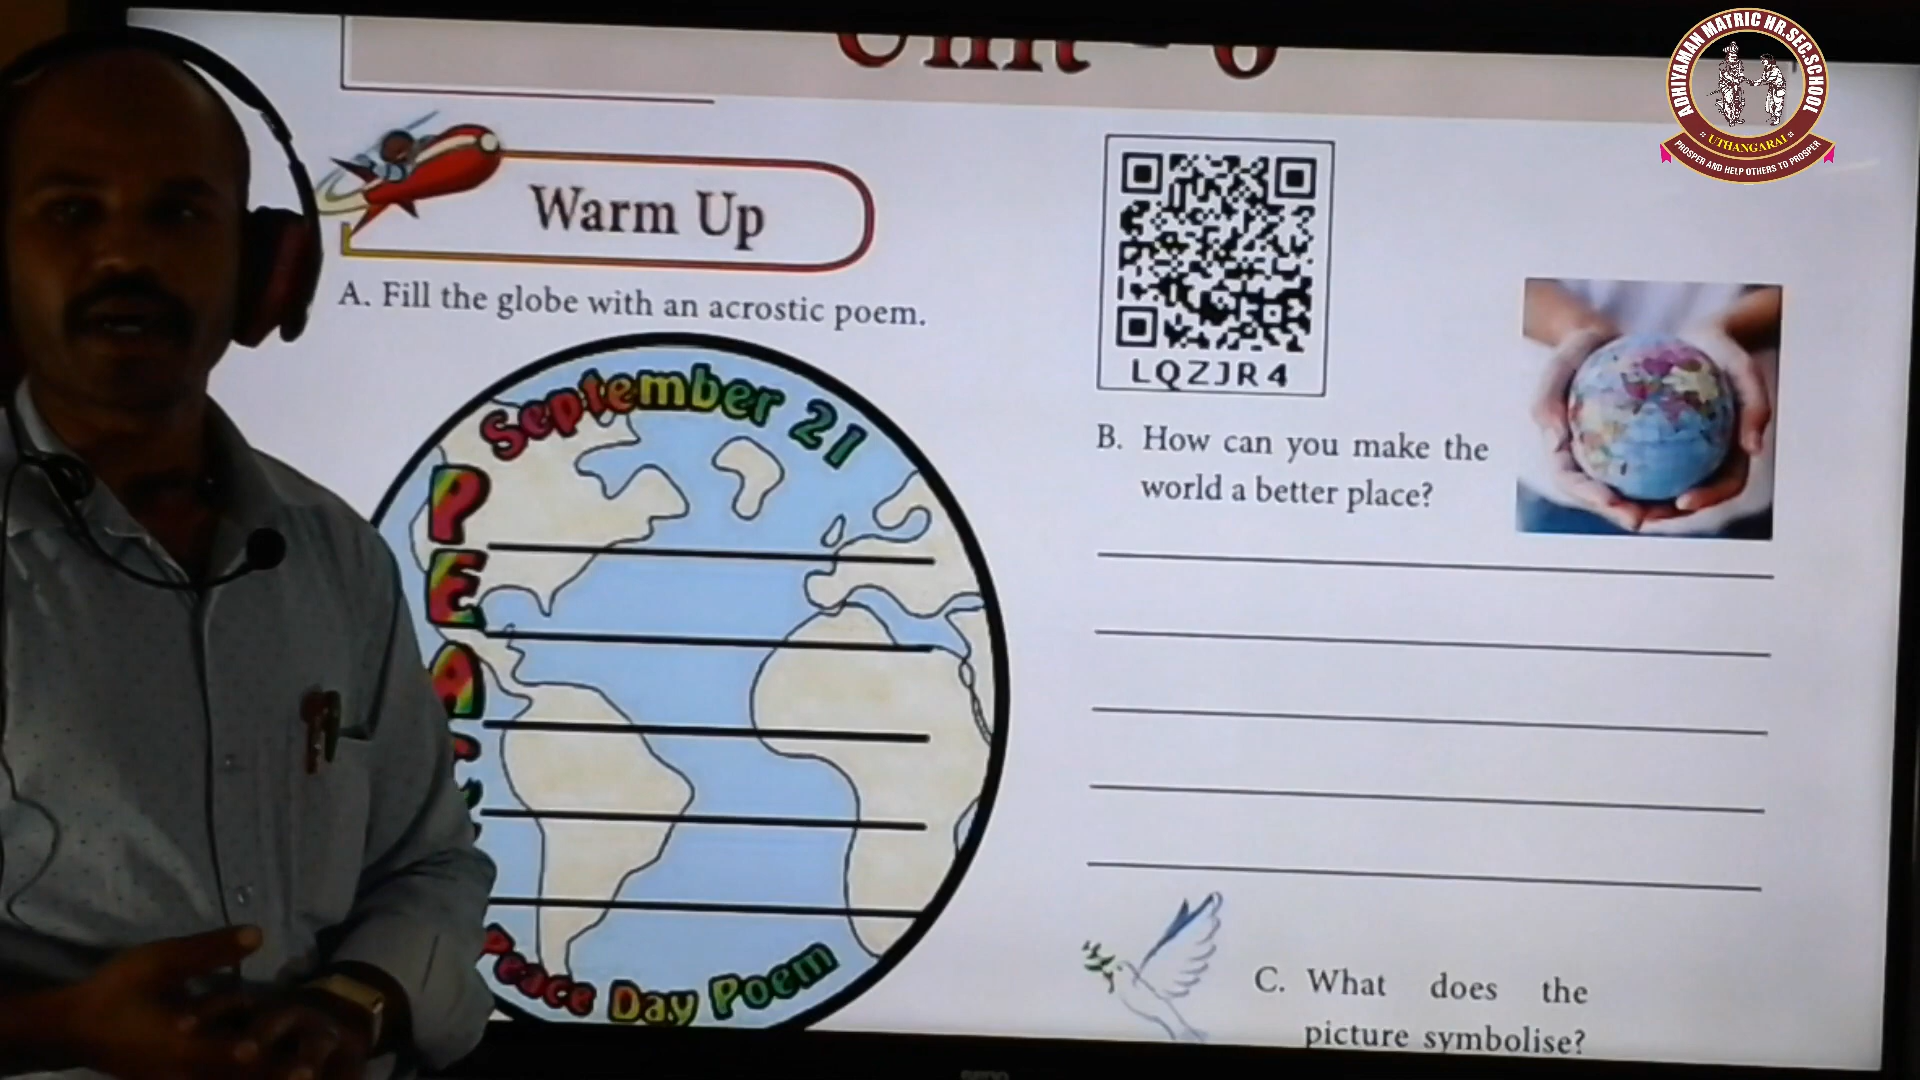 Unit - 6
ADHIYAMAN MATRIC HR.SEC.SCHOOL
:: UTHANGARAI ::
PROSPER AND HELP OTHERS TO PROSPER
Warm Up
A. Fill the globe with an acrostic poem.
September 21
P
E
A
C
Peace Day Poem
LQZJR4
B. How can you make the
world a better place?
C. What does the
picture symbolise?